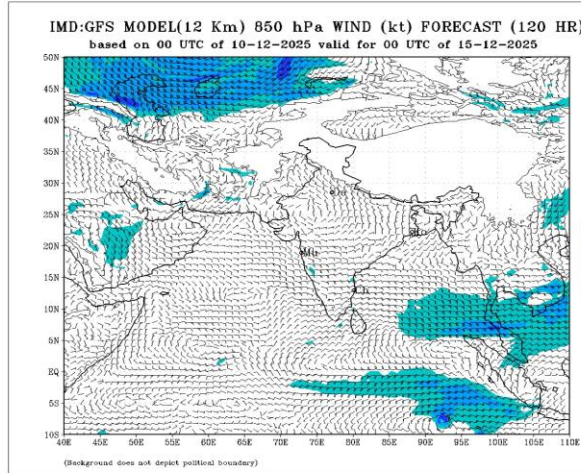 IMD:GFS MODEL(12 Km) 850 hPa WIND (kt) FORECAST (120 HR)
based on 00 UTC of 10-12-2025 valid for 00 UTC of 15-12-2025
50N
45N
40N
35N
30N
25N
20N
15N
10N
5N
EQ
5S
10S
Mu
Ch
40E 45E 50E 55E 60E 65E 70E 75E 80E 85E 90E 95E 100E 105E 110E
(Background does not depict political boundary)